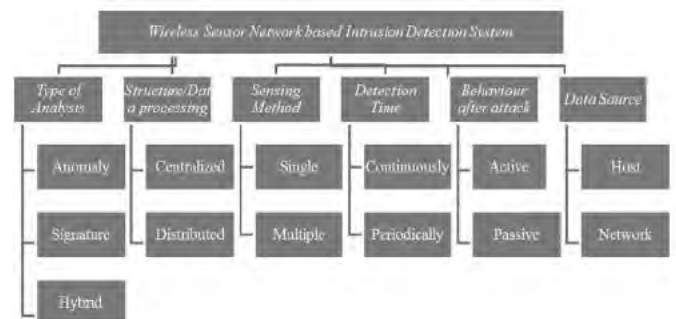 Wireless Sensor Network based Intrusion Detection System
Type of
Analysis
Structure/Dat
a processing
Sensing
Method
Detection
Time
Behaviour
after attack
Data Source
Anomaly
Centralized
Single
Continuously
Active
Host
Signature
Distributed
Multiple
Periodically
Passive
Network
Hybrid